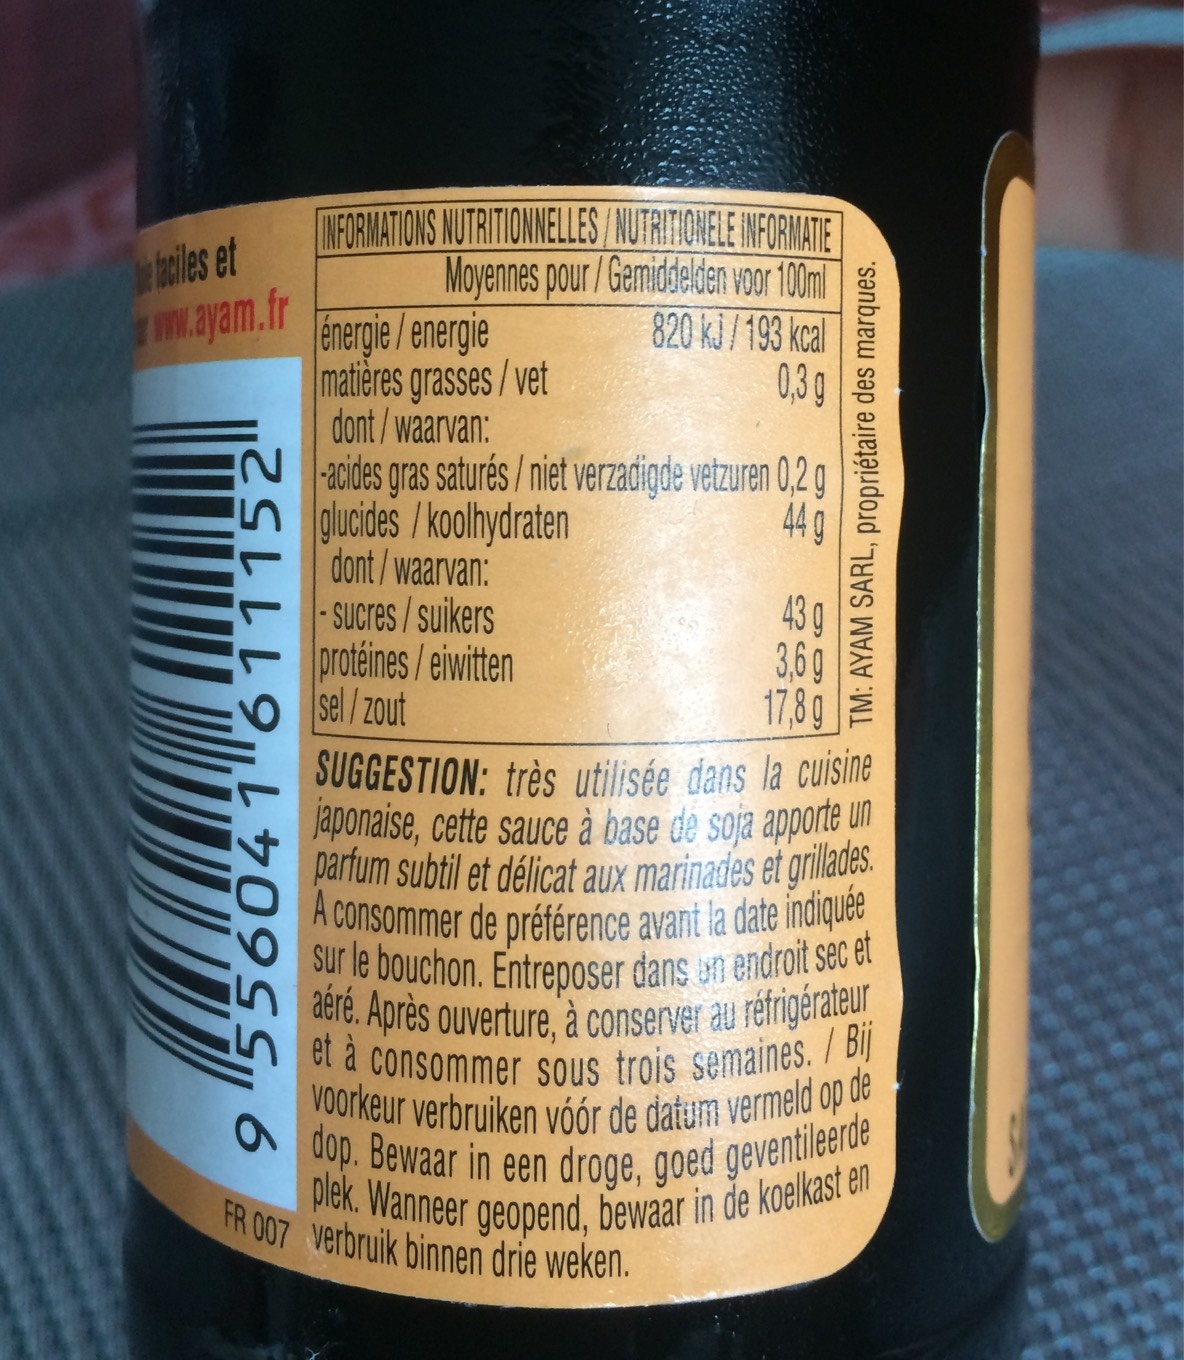 faciles et
www.ayam.fr
9 556041 611152
FR 007
INFORMATIONS NUTRITIONNELLES / NUTRITIONELE INFORMATIE
Moyennes pour / Gemiddelden voor 100ml
énergie / energie 820 kJ / 193 kcal
matières grasses / vet 0,3 g
dont / waarvan:
-acides gras saturés / niet verzadigde vetzuren 0,2 g
glucides / koolhydraten 44 g
dont / waarvan:
- sucres / suikers 43 g
protéines / eiwitten 3,6 g
sel / zout 17,8 g
TM: AYAM SARL, propriétaire des marques.
SUGGESTION: très utilisée dans la cuisine
japonaise, cette sauce à base de soja apporte un
parfum subtil et délicat aux marinades et grillades.
A consommer de préférence avant la date indiquée
sur le bouchon. Entreposer dans un endroit sec et
aéré. Après ouverture, à conserver au réfrigérateur
et à consommer sous trois semaines. / Bij
voorkeur verbruiken vóór de datum vermeld op de
dop. Bewaar in een droge, goed geventileerde
plek. Wanneer geopend, bewaar in de koelkast en
verbruik binnen drie weken.